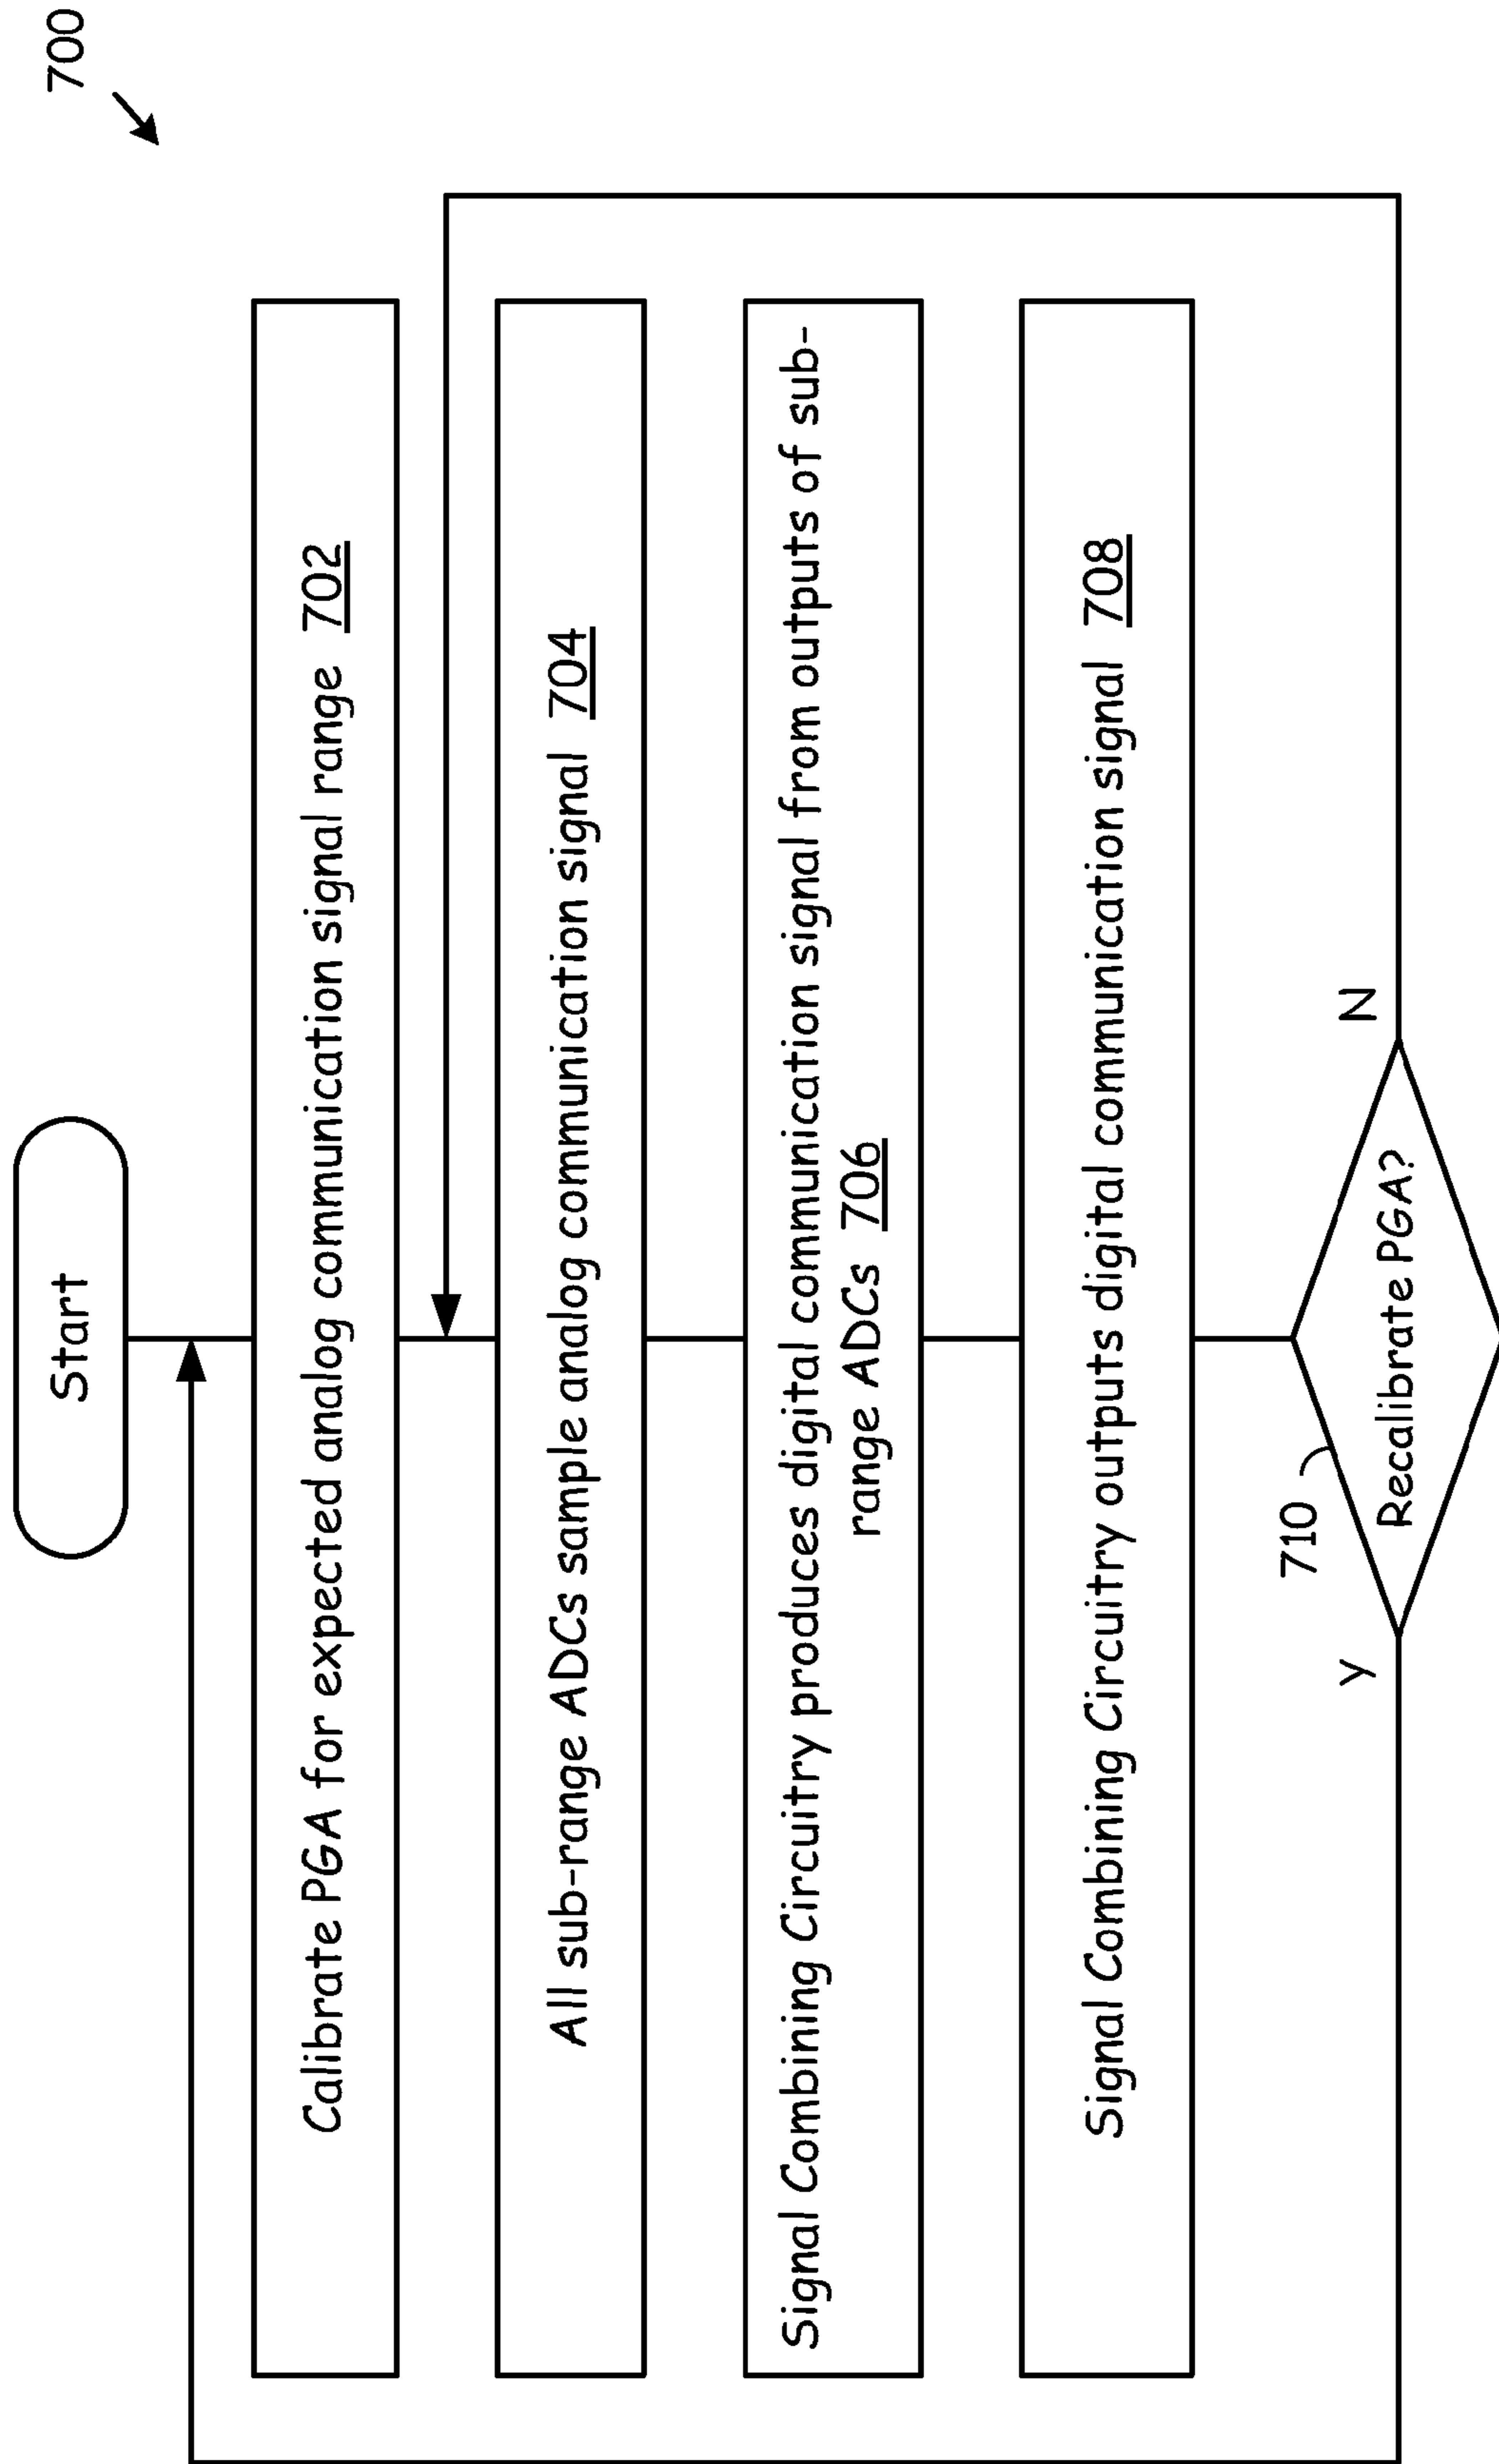 700
Start
Calibrate PGA for expected analog communication signal range 702
All sub-range ADCs sample analog communication signal 704
Signal Combining Circuitry produces digital communication signal from outputs of sub-
range ADCs 706
Signal Combining Circuitry outputs digital communication signal 708
710
Y
Recalibrate PGA?
N